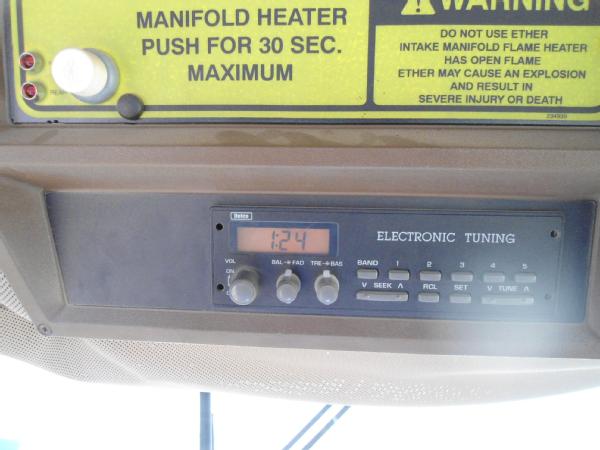 MANIFOLD HEATER
PUSH FOR 30 SEC.
MAXIMUM
WARNING
DO NOT USE ETHER
INTAKE MANIFOLD FLAME HEATER
HAS OPEN FLAME
ETHER MAY CAUSE AN EXPLOSION
AND RESULT IN
SEVERE INJURY OR DEATH
Delco
1:24
ELECTRONIC TUNING
VOL
BAL FAD
TRE BAS
ON
BAND 1 2 3 4 5
V SEEK Λ RCL SET V TUNE Λ